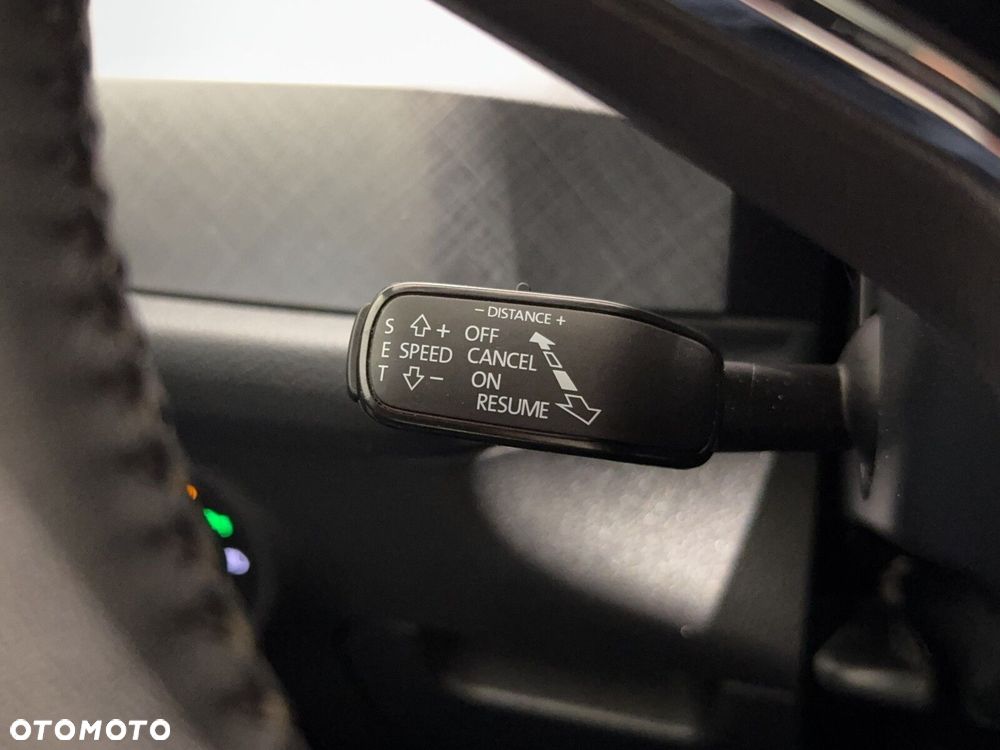 - DISTANCE +
S + OFF
E SPEED CANCEL
T - ON
RESUME
OTOMOTO